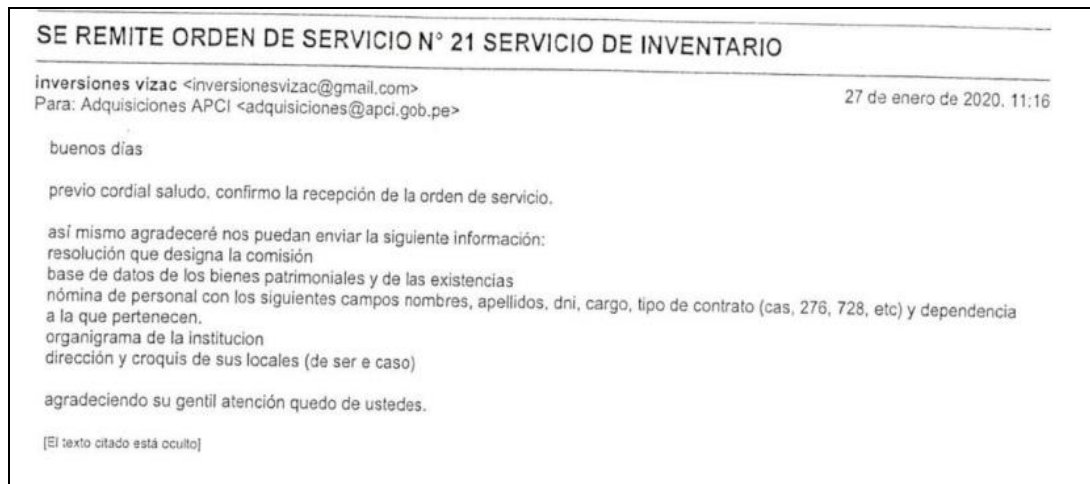 SE REMITE ORDEN DE SERVICIO N° 21 SERVICIO DE INVENTARIO
inversiones vizac <inversionesvizac@gmail.com>
27 de enero de 2020. 11:16
Para: Adquisiciones APCI <adquisiciones@apci.gob.pe>
buenos días
previo cordial saludo, confirmo la recepción de la orden de servicio.
así mismo agradeceré nos puedan enviar la siguiente información:
resolución que designa la comisión
base de datos de los bienes patrimoniales y de las existencias
nómina de personal con los siguientes campos nombres, apellidos, dni, cargo, tipo de contrato (cas, 276, 728, etc) y dependencia
a la que pertenecen.
organigrama de la institucion
dirección y croquis de sus locales (de ser e caso)
agradeciendo su gentil atención quedo de ustedes.
[El texto citado está oculto]